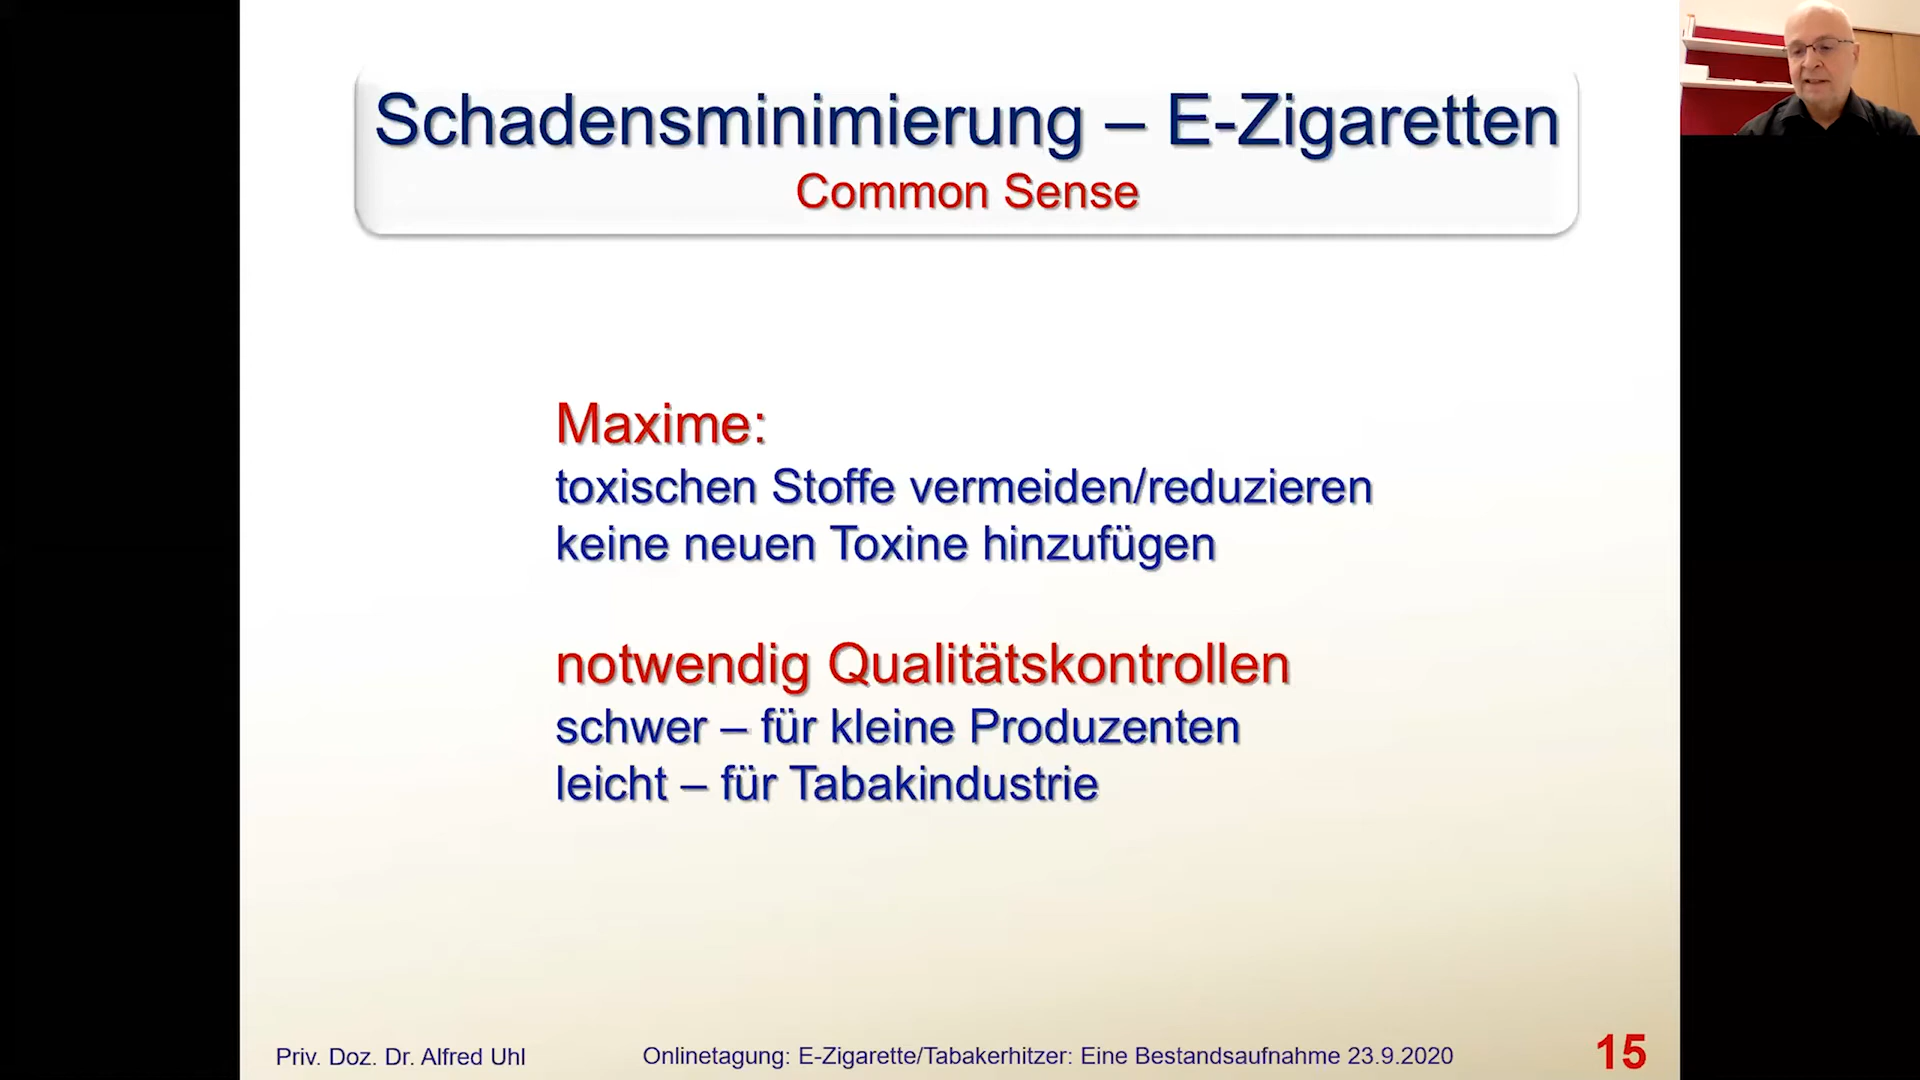 Schadensminimierung – E-Zigaretten
Common Sense
Maxime:
toxischen Stoffe vermeiden/reduzieren
keine neuen Toxine hinzufügen
notwendig Qualitätskontrollen
schwer – für kleine Produzenten
leicht – für Tabakindustrie
Priv. Doz. Dr. Alfred Uhl
Onlinetagung: E-Zigarette/Tabakerhitzer: Eine Bestandsaufnahme 23.9.2020
15